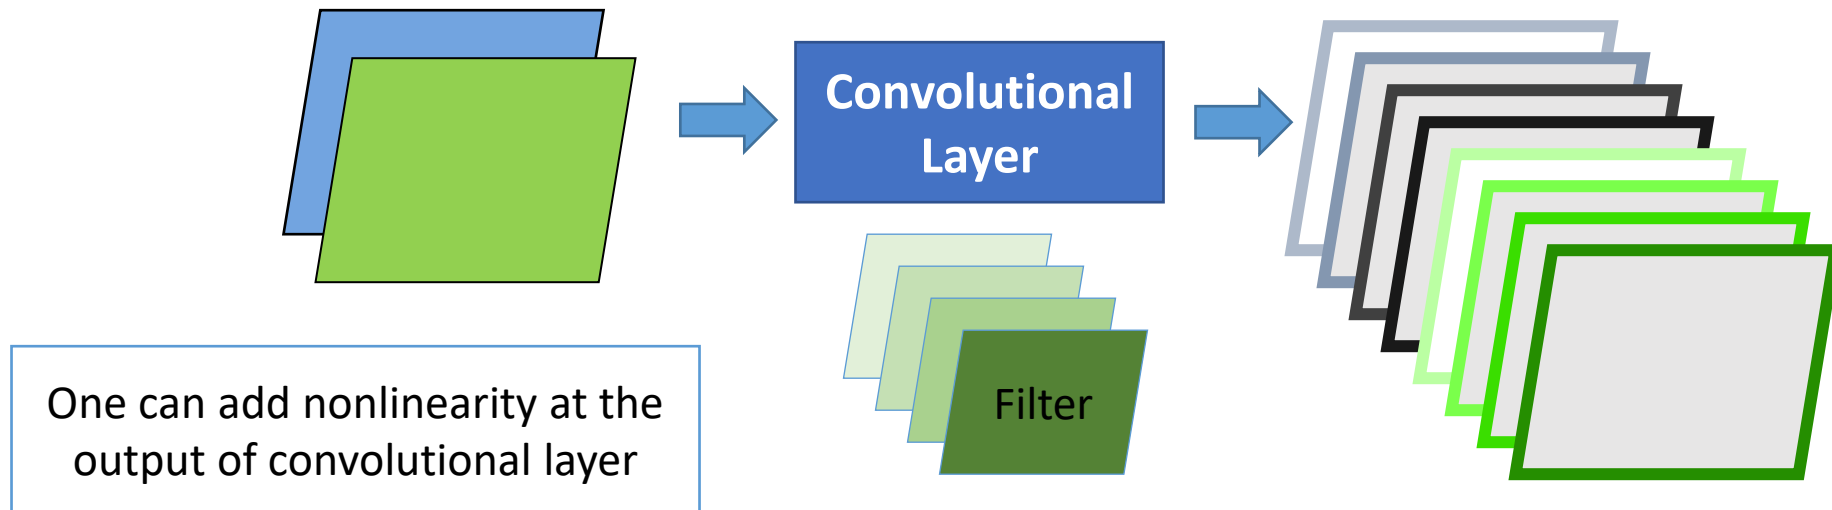 Convolutional
Layer
Filter
One can add nonlinearity at the
output of convolutional layer